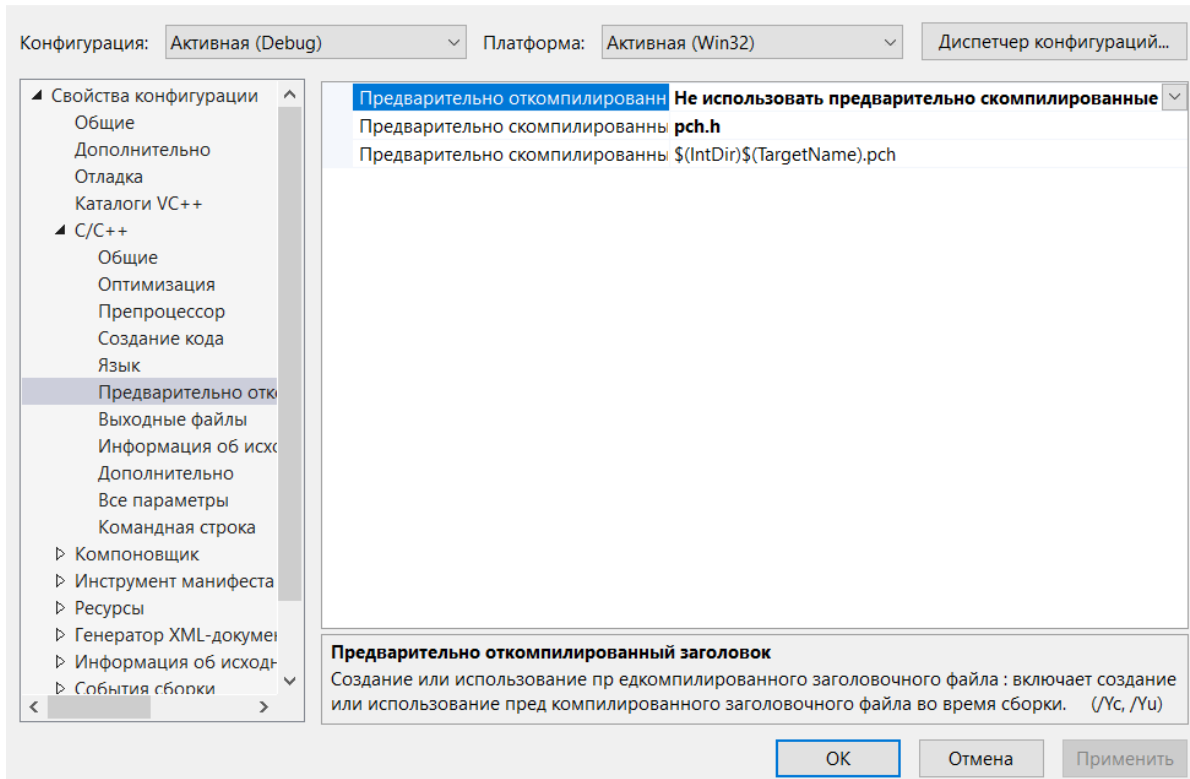 Конфигурация: Активная (Debug) Платформа: Активная (Win32) Диспетчер конфигураций...
Свойства конфигурации
Общие
Дополнительно
Отладка
Каталоги VC++
C/C++
Общие
Оптимизация
Препроцессор
Создание кода
Язык
Предварительно отк
Выходные файлы
Информация об исх
Дополнительно
Все параметры
Командная строка
Компоновщик
Инструмент манифеста
Ресурсы
Генератор XML-докуме
Информация об исходн
События сборки
Предварительно откомпилированн Не использовать предварительно скомпилированные
Предварительно скомпилированны pch.h
Предварительно скомпилированны $(IntDir)$(TargetName).pch
Предварительно откомпилированный заголовок
Создание или использование пр едкомпилированного заголовочного файла : включает создание
или использование пред компилированного заголовочного файла во время сборки. (/Yc, /Yu)
ОК Отмена Применить